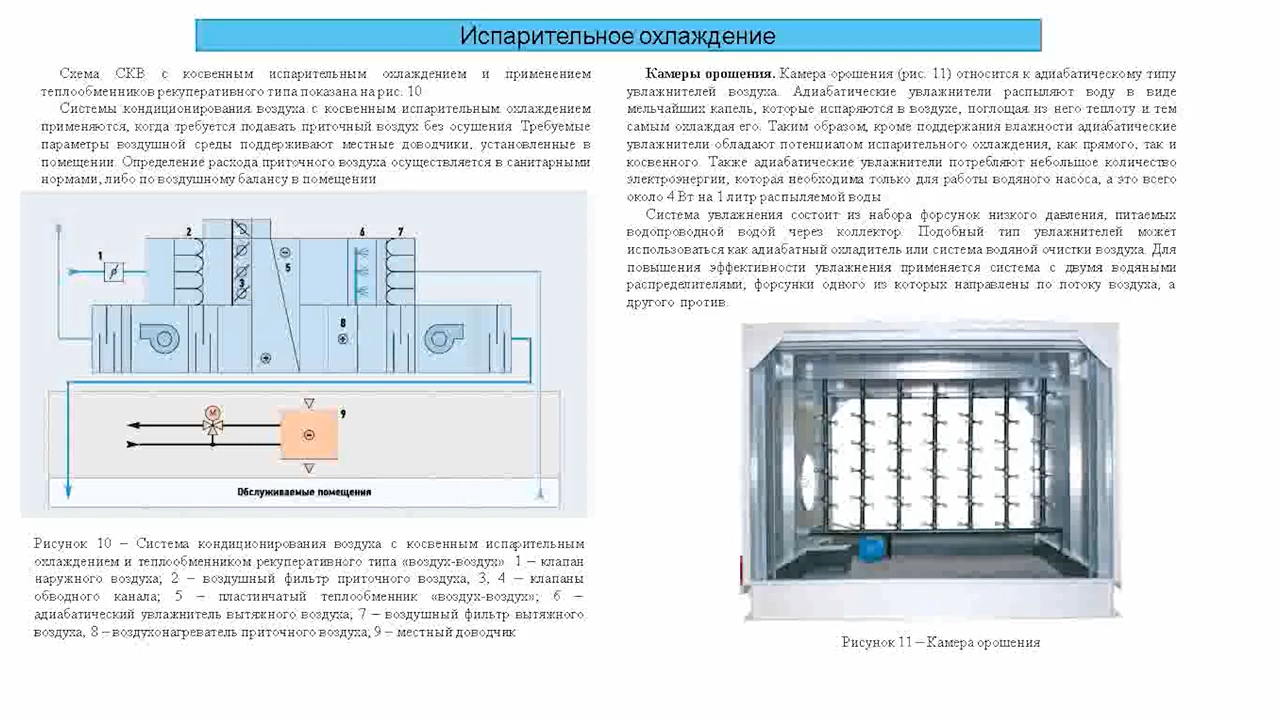 Испарительное охлаждение
Схема СКВ с косвенным испарительным охлаждением и применением
теплообменников рекуперативного типа показана на рис. 10
Системы кондиционирования воздуха с косвенным испарительным охлаждением
применяются, когда требуется подавать приточный воздух без осушения. Требуемые
параметры воздушной среды поддерживают местные доводчики, установленные в
помещении. Определение расхода приточного воздуха осуществляется в санитарными
нормами, либо по воздушному балансу в помещении
1
2
3
5
6
7
8
М
9
Обслуживаемые помещения
Рисунок 10 – Система кондиционирования воздуха с косвенным испарительным
охлаждением и теплообменником рекуперативного типа «воздух-воздух» 1 – клапан
наружного воздуха; 2 – воздушный фильтр приточного воздуха, 3, 4 – клапаны
обводного канала; 5 – пластинчатый теплообменник «воздух-воздух»; 6 –
адиабатический увлажнитель вытяжного воздуха; 7 – воздушный фильтр вытяжного
воздуха, 8 – воздухонагреватель приточного воздуха; 9 – местный доводчик
Камеры орошения. Камера орошения (рис. 11) относится к адиабатическому типу
увлажнителей воздуха. Адиабатические увлажнители распыляют воду в виде
мельчайших капель, которые испаряются в воздухе, поглощая из него теплоту и тем
самым охлаждая его. Таким образом, кроме поддержания влажности адиабатические
увлажнители обладают потенциалом испарительного охлаждения, как прямого, так и
косвенного. Также адиабатические увлажнители потребляют небольшое количество
электроэнергии, которая необходима только для работы водяного насоса, а это всего
около 4 Вт на 1 литр распыляемой воды
Система увлажнения состоит из набора форсунок низкого давления, питаемых
водопроводной водой через коллектор. Подобный тип увлажнителей может
использоваться как адиабатный охладитель или система водяной очистки воздуха. Для
повышения эффективности увлажнения применяется система с двумя водяными
распределителями, форсунки одного из которых направлены по потоку воздуха, а
другого против.
Рисунок 11 – Камера орошения